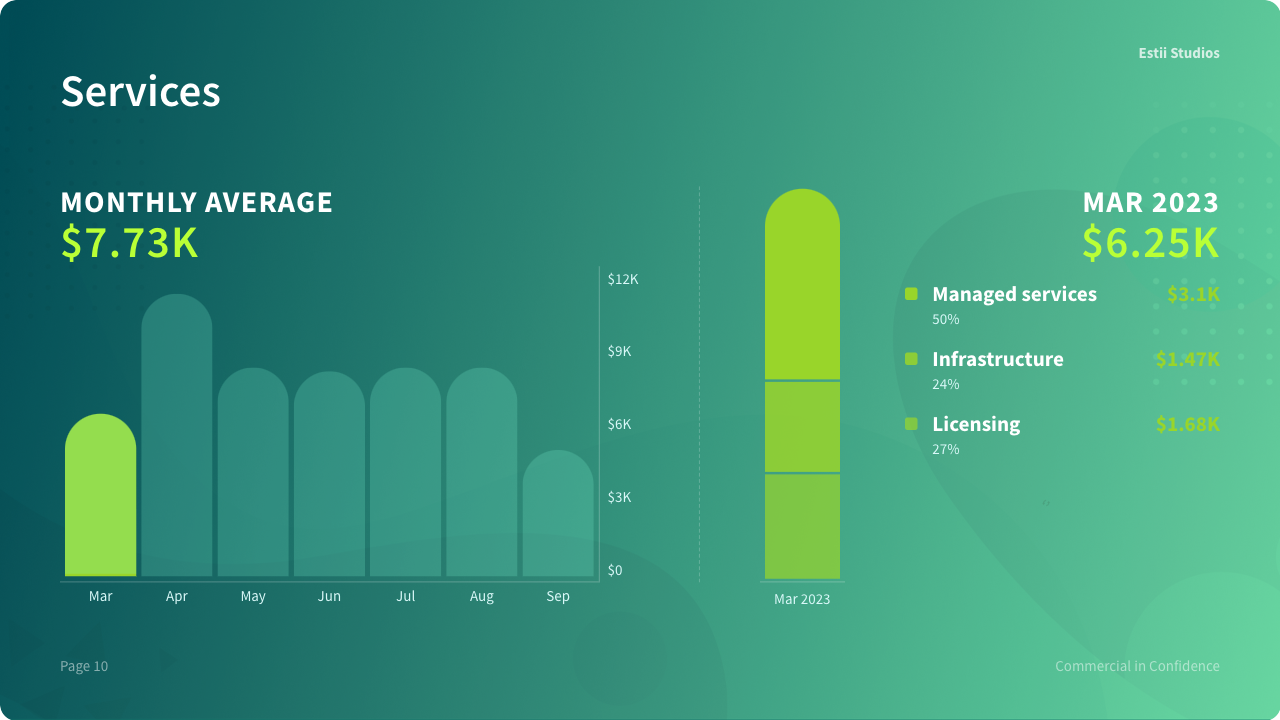 Estii Studios
Services
MONTHLY AVERAGE
$7.73K
$12K
$9K
$6K
$3K
$0
Mar Apr May Jun Jul Aug Sep
Mar 2023
MAR 2023
$6.25K
Managed services $3.1K
50%
Infrastructure $1.47K
24%
Licensing $1.68K
27%
Page 10
Commercial in Confidence